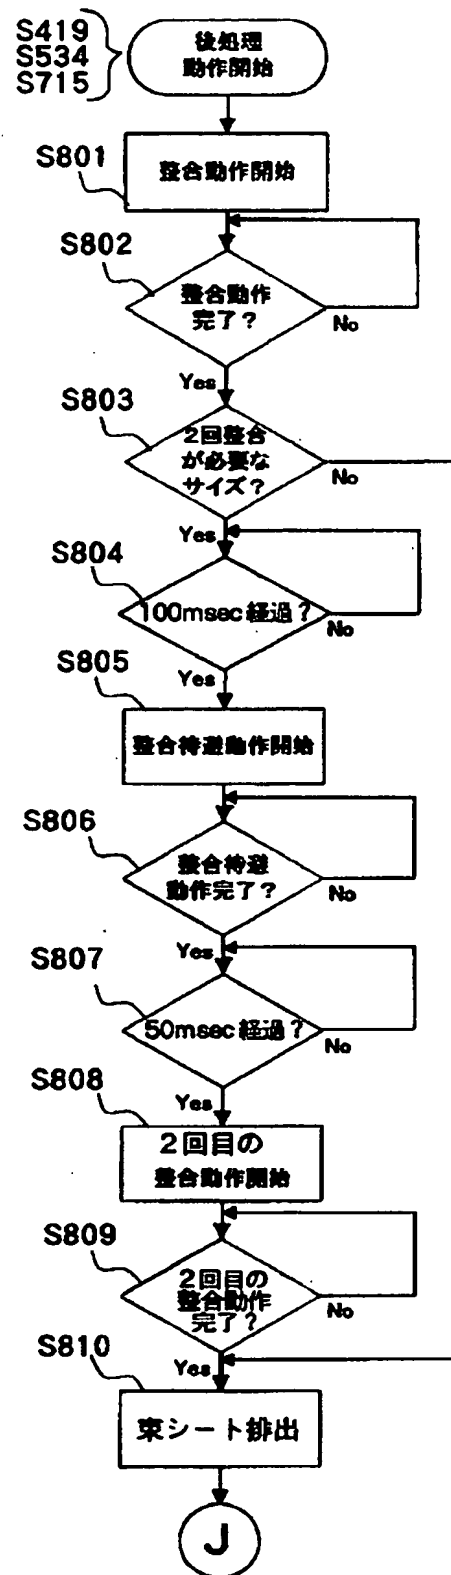 S419
S534
S715
後処理
動作開始
S801
整合動作開始
S802
整合動作
完了?
No
Yes
S803
2回整合
が必要な
サイズ?
No
Yes
S804
100msec経過?
No
Yes
S805
整合待避動作開始
S806
整合待避
動作完了?
No
Yes
S807
50msec経過?
No
Yes
S808
2回目の
整合動作開始
S809
2回目の
整合動作
完了?
No
Yes
S810
束シート排出
J